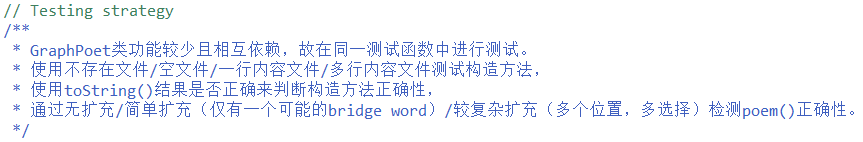 // Testing strategy
/**
 * GraphPoet类功能较少且相互依赖，故在同一测试函数中进行测试。
 * 使用不存在文件/空文件/一行内容文件/多行内容文件测试构造方法，
 * 使用toString()结果是否正确来判断构造方法正确性，
 * 通过无扩充/简单扩充（仅有一个可能的bridge word）/较复杂扩充（多个位置，多选择）检测poem()正确性。
 */